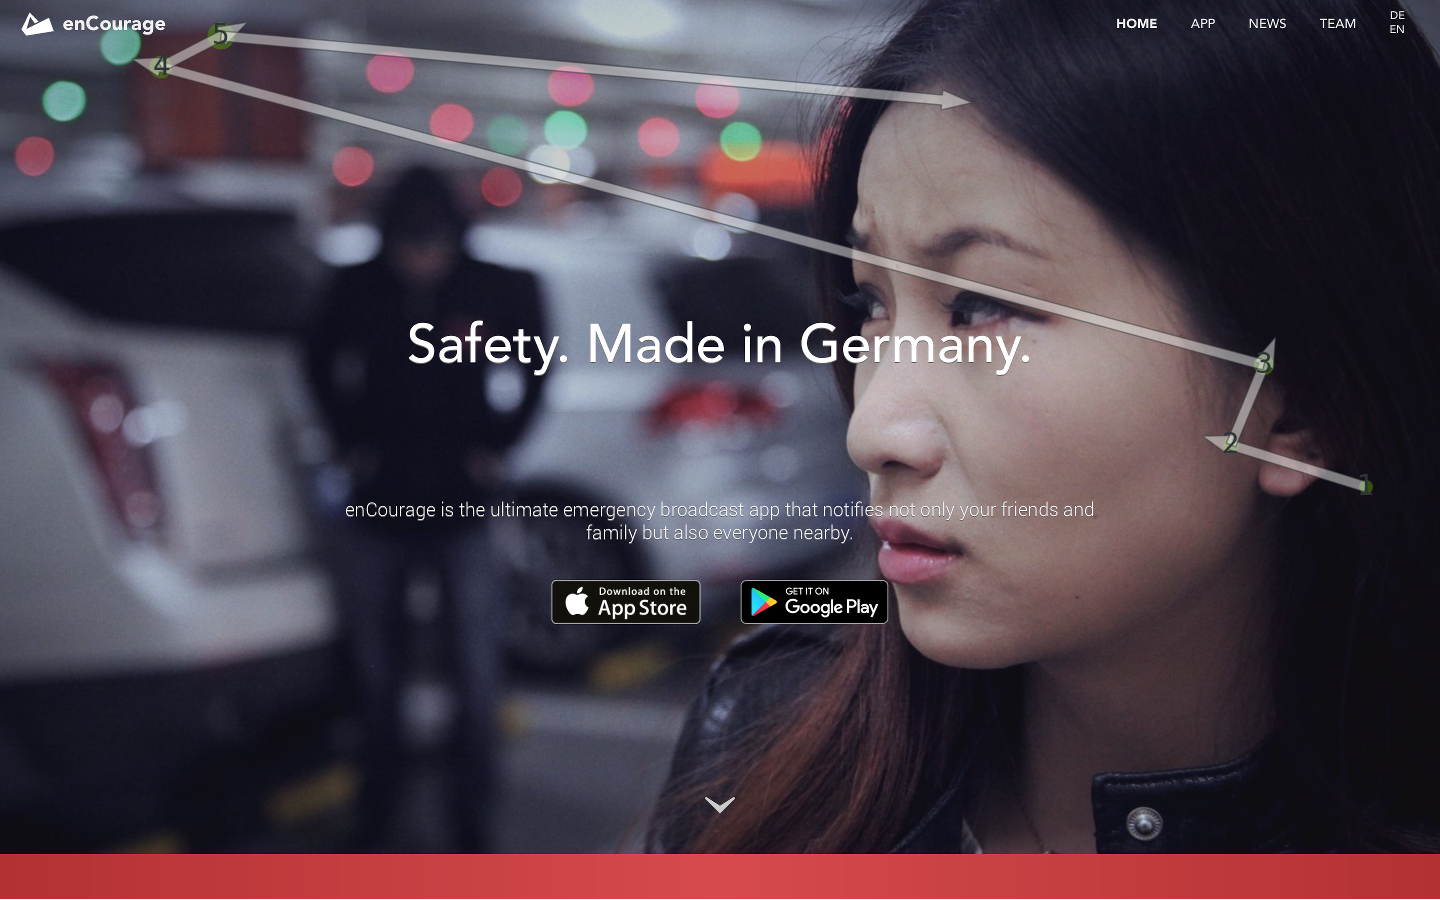 enCourage
HOME APP NEWS TEAM DE
EN
5
4
Safety. Made in Germany.
3
2
1
enCourage is the ultimate emergency broadcast app that notifies not only your friends and
family but also everyone nearby.
Download on the
App Store
GET IT ON
Google Play